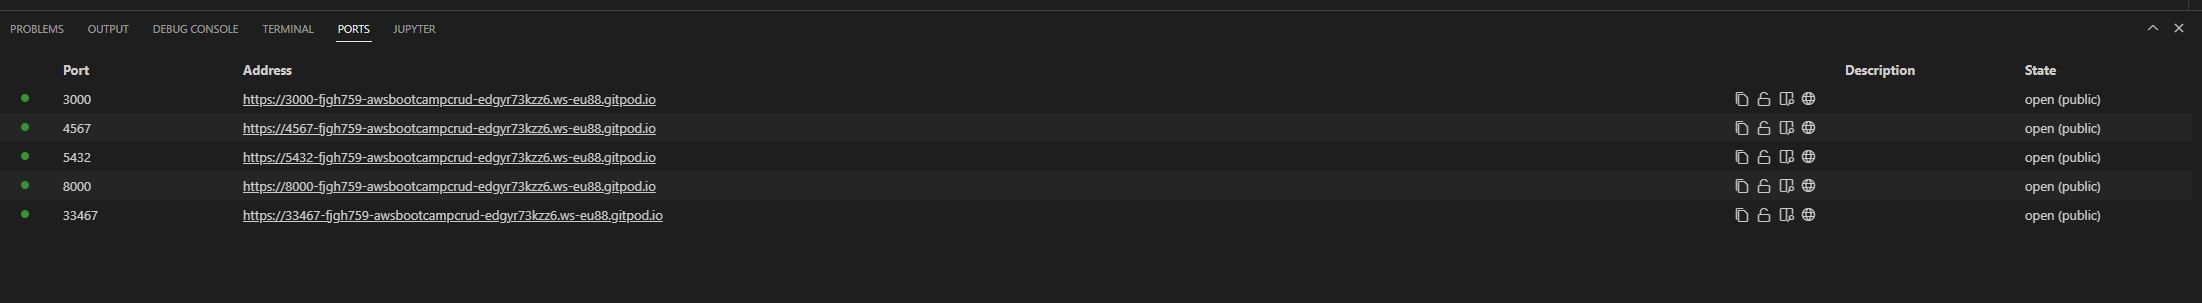 PROBLEMS OUTPUT DEBUG CONSOLE TERMINAL PORTS JUPYTER
Port Address Description State
3000 https://3000-fjgh759-awsbootcampcrud-edgyr73kzz6.ws-eu88.gitpod.io open (public)
4567 https://4567-fjgh759-awsbootcampcrud-edgyr73kzz6.ws-eu88.gitpod.io open (public)
5432 https://5432-fjgh759-awsbootcampcrud-edgyr73kzz6.ws-eu88.gitpod.io open (public)
8000 https://8000-fjgh759-awsbootcampcrud-edgyr73kzz6.ws-eu88.gitpod.io open (public)
33467 https://33467-fjgh759-awsbootcampcrud-edgyr73kzz6.ws-eu88.gitpod.io open (public)